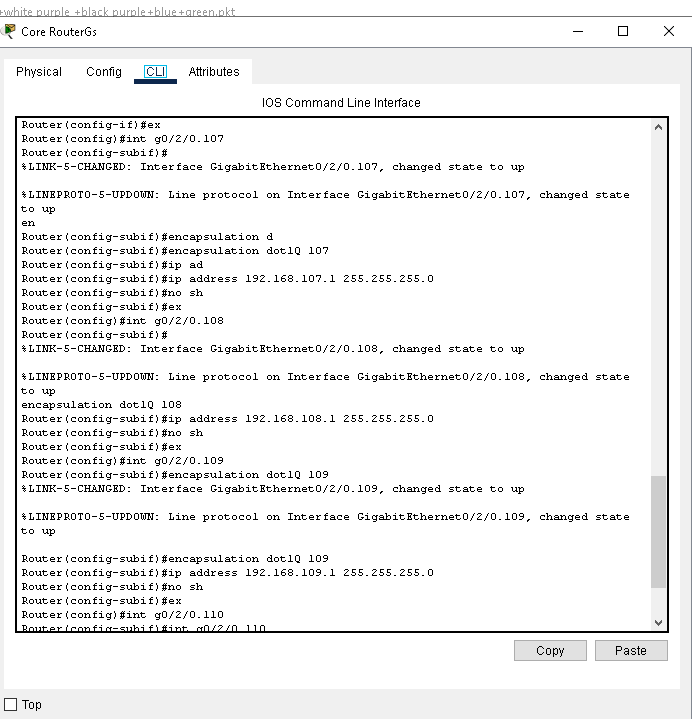 +white purple +black purple+blue+green.pkt
Core RouterGs
Physical Config CLI Attributes
IOS Command Line Interface
Router(config-if)#ex
Router(config)#int g0/2/0.107
Router(config-subif)#
%LINK-5-CHANGED: Interface GigabitEthernet0/2/0.107, changed state to up
%LINEPROTO-5-UPDOWN: Line protocol on Interface GigabitEthernet0/2/0.107, changed state
to up
en
Router(config-subif)#encapsulation d
Router(config-subif)#encapsulation dot1Q 107
Router(config-subif)#ip ad
Router(config-subif)#ip address 192.168.107.1 255.255.255.0
Router(config-subif)#no sh
Router(config-subif)#ex
Router(config)#int g0/2/0.108
Router(config-subif)#
%LINK-5-CHANGED: Interface GigabitEthernet0/2/0.108, changed state to up
%LINEPROTO-5-UPDOWN: Line protocol on Interface GigabitEthernet0/2/0.108, changed state
to up
encapsulation dot1Q 108
Router(config-subif)#ip address 192.168.108.1 255.255.255.0
Router(config-subif)#no sh
Router(config-subif)#ex
Router(config)#int g0/2/0.109
Router(config-subif)#encapsulation dot1Q 109
%LINK-5-CHANGED: Interface GigabitEthernet0/2/0.109, changed state to up
%LINEPROTO-5-UPDOWN: Line protocol on Interface GigabitEthernet0/2/0.109, changed state
to up
Router(config-subif)#encapsulation dot1Q 109
Router(config-subif)#ip address 192.168.109.1 255.255.255.0
Router(config-subif)#no sh
Router(config-subif)#ex
Router(config)#int g0/2/0.110
Router(config-subif)#int g0/2/0.110
Copy Paste
Top